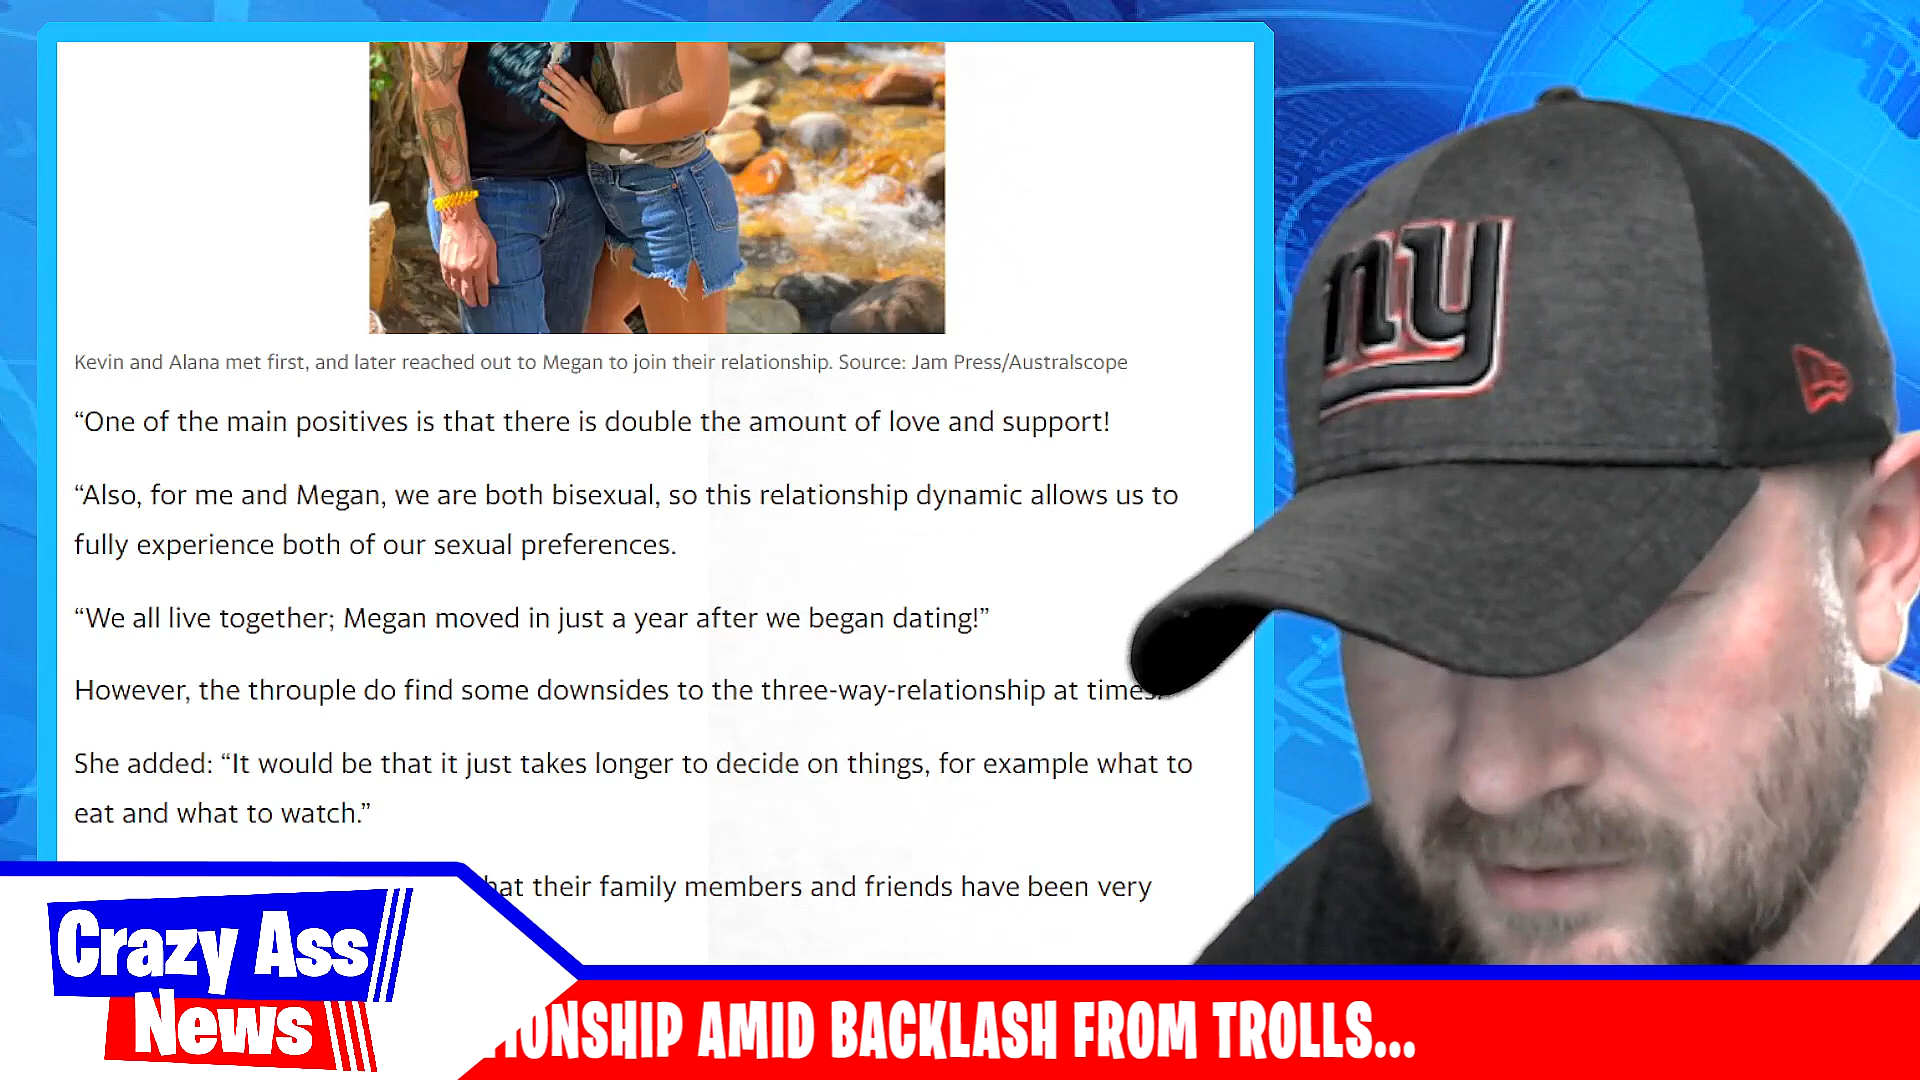 Kevin and Alana met first, and later reached out to Megan to join their relationship. Source: Jam Press/Australscope
“One of the main positives is that there is double the amount of love and support!
“Also, for me and Megan, we are both bisexual, so this relationship dynamic allows us to
fully experience both of our sexual preferences.
“We all live together; Megan moved in just a year after we began dating!”
However, the throuple do find some downsides to the three-way-relationship at times.
She added: “It would be that it just takes longer to decide on things, for example what to
eat and what to watch.”
their family members and friends have been very
ny
Crazy Ass
News
AMID BACKLASH FROM TROLLS...